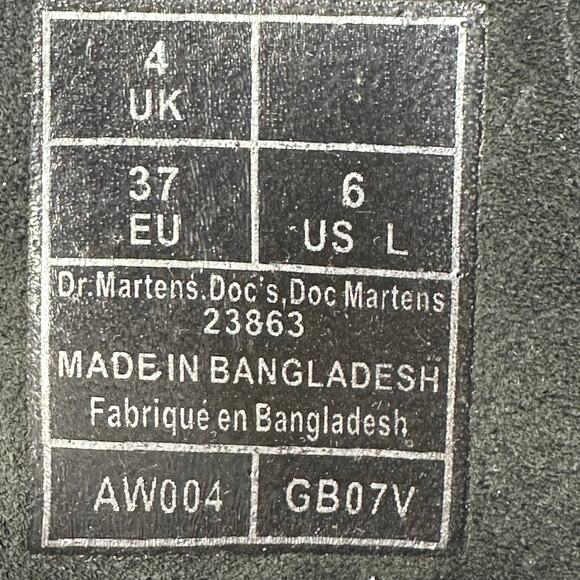 4
UK
37
EU
6
US L
Dr.Martens.Doc's,Doc Martens
23863
MADE IN BANGLADESH
Fabriqué en Bangladesh
AW004
GB07V